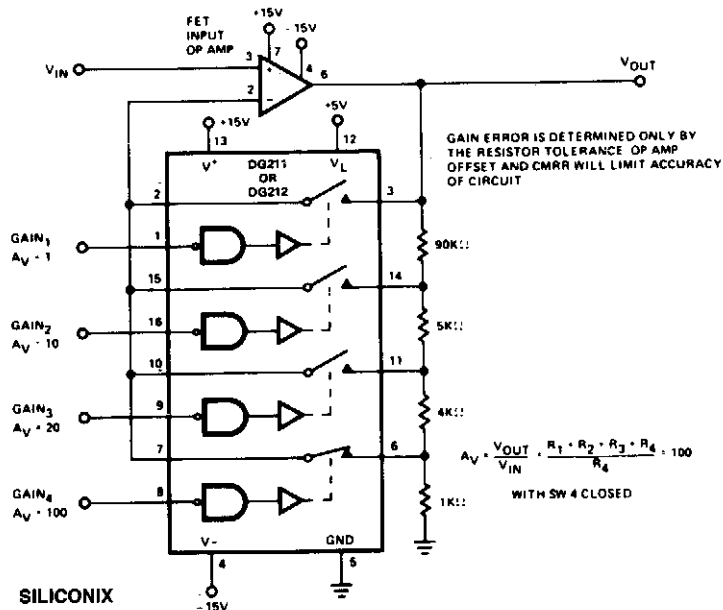 FET
INPUT
OP AMP
+15V
- 15V
7
3
+
4
6
VIN
VOUT
2
-
+15V
+5V
13
12
V+
DG211
OR
DG212
VL
GAIN ERROR IS DETERMINED ONLY BY
THE RESISTOR TOLERANCE OP AMP
OFFSET AND CMRR WILL LIMIT ACCURACY
OF CIRCUIT
2
3
GAIN1
AV = 1
1
90KΩ
15
14
GAIN2
AV = 10
16
5KΩ
10
11
GAIN3
AV = 20
9
4KΩ
7
6
AV = VOUT / VIN = R1 + R2 + R3 + R4 / R4 = 100
WITH SW 4 CLOSED
GAIN4
AV = 100
8
1KΩ
V-
GND
4
5
SILICONIX
- 15V